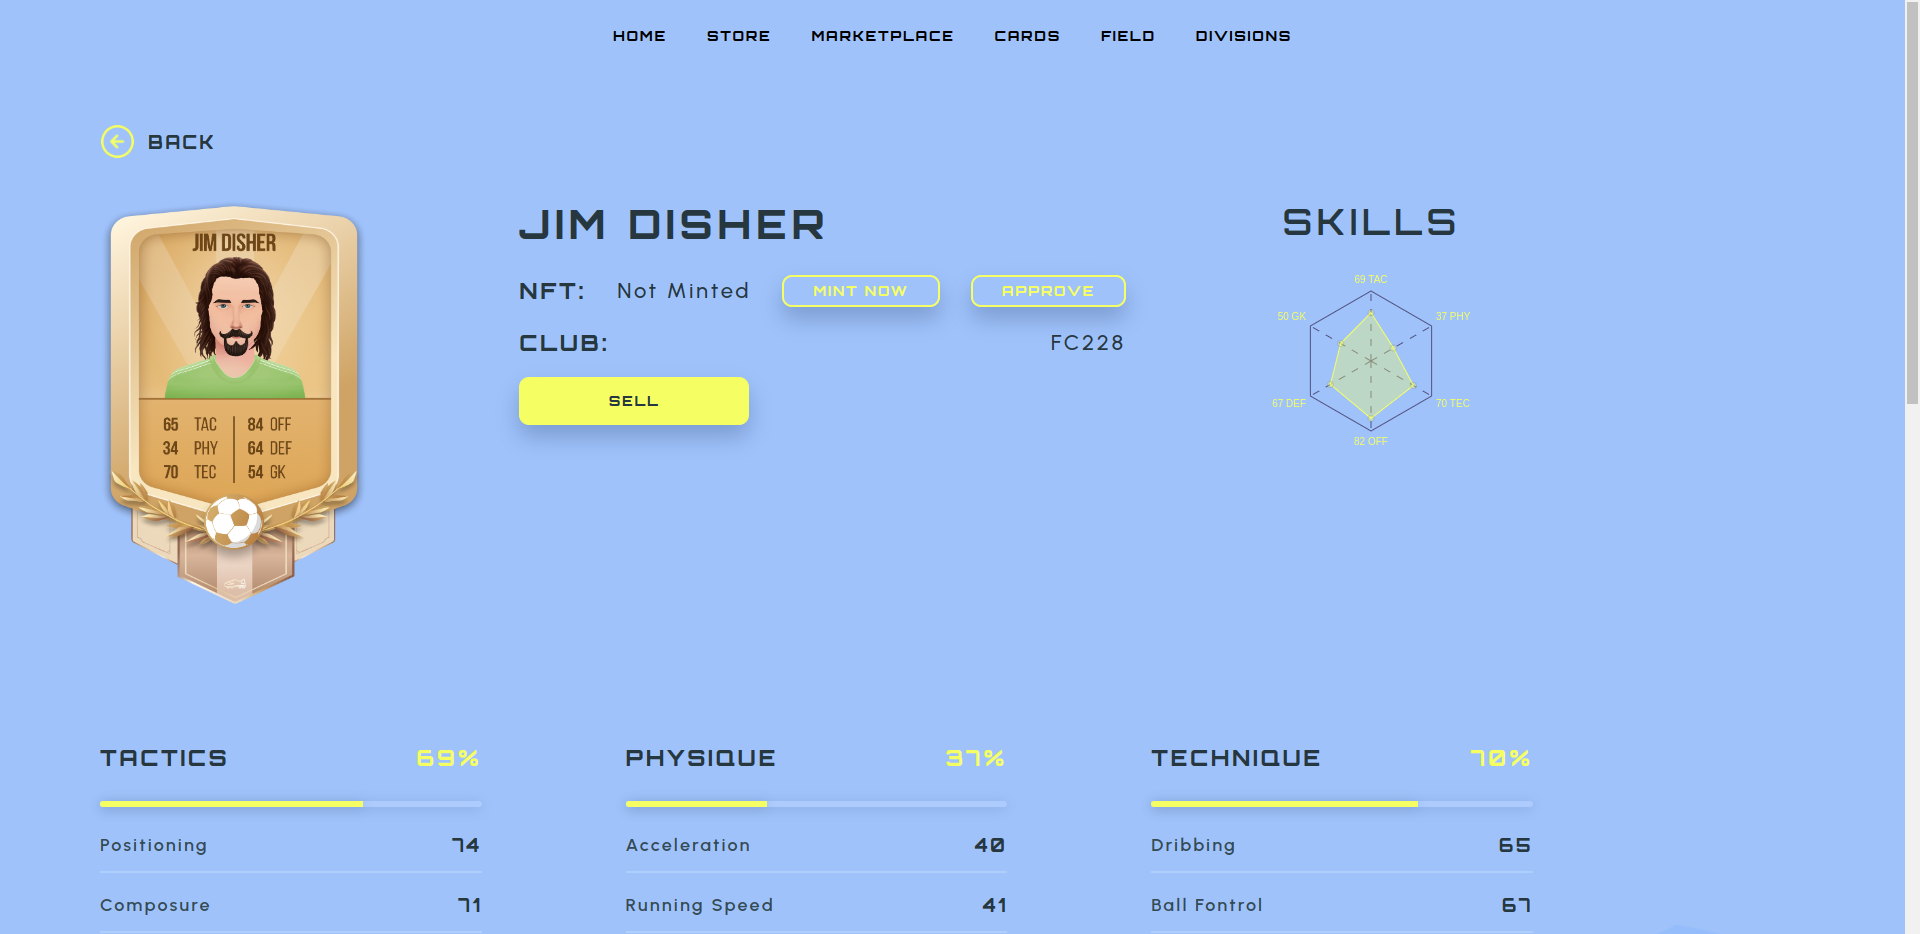 HOME STORE MARKETPLACE CARDS FIELD DIVISIONS
BACK
JIM DISHER
65 TAC 84 OFF
34 PHY 64 DEF
70 TEC 54 GK
JIM DISHER
NFT: Not Minted MINT NOW APPROVE
CLUB: FC228
SELL
SKILLS
69 TAC
50 GK 37 PHY
67 DEF 70 TEC
82 OFF
TACTICS 69%
Positioning 74
Composure 71
PHYSIQUE 37%
Acceleration 40
Running Speed 41
TECHNIQUE 70%
Dribbing 65
Ball Fontrol 67